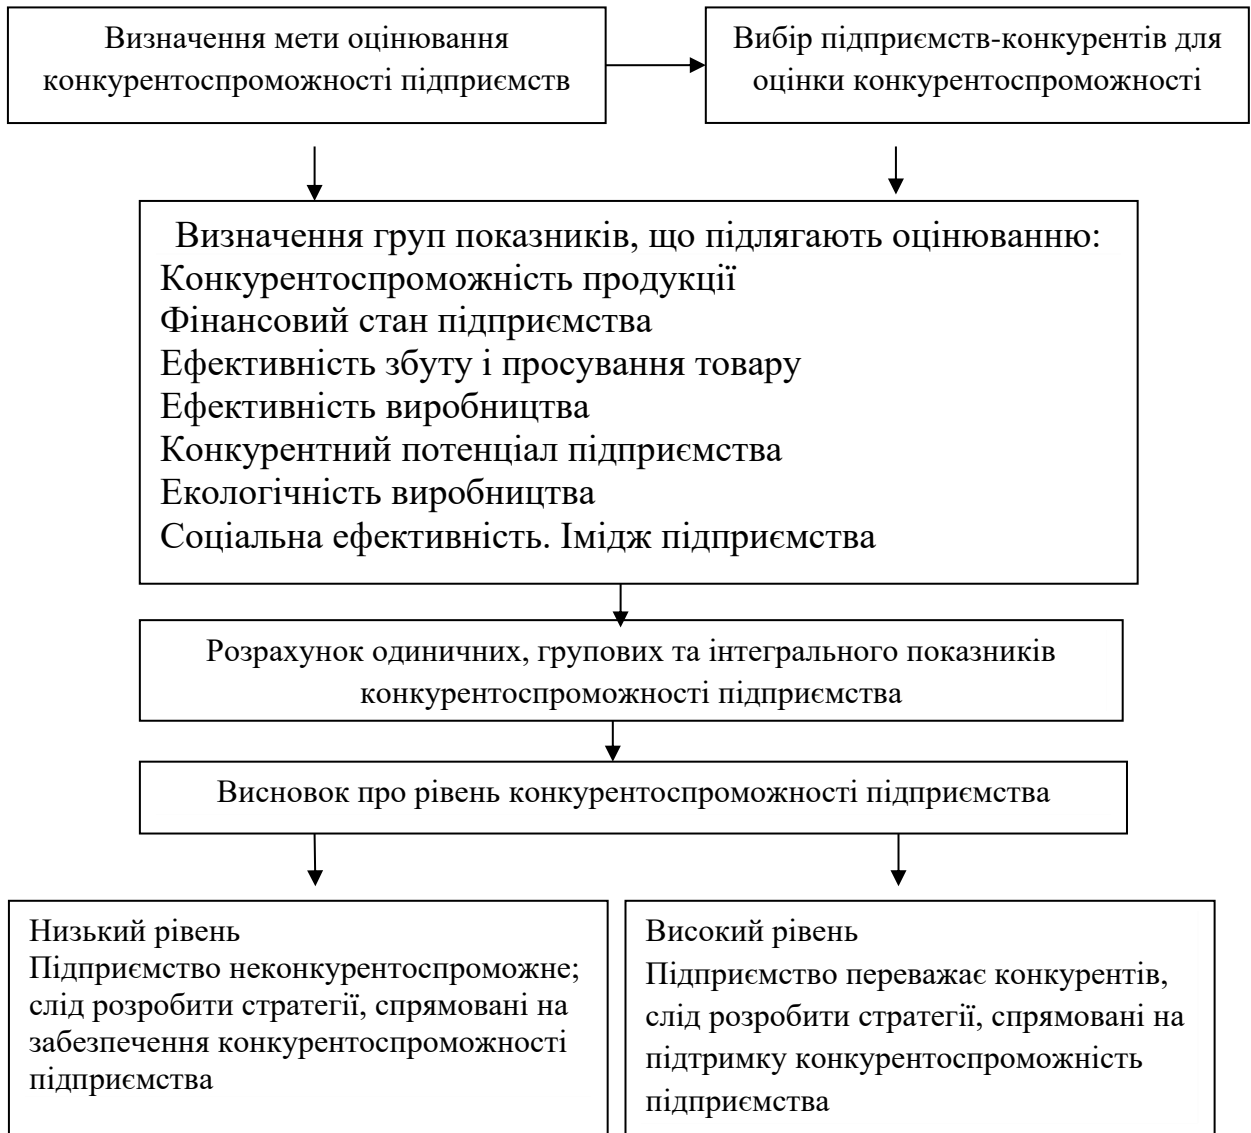 Визначення мети оцінювання
конкурентоспроможності підприємств
Вибір підприємств-конкурентів для
оцінки конкурентоспроможності
Визначення груп показників, що підлягають оцінюванню:
Конкурентоспроможність продукції
Фінансовий стан підприємства
Ефективність збуту і просування товару
Ефективність виробництва
Конкурентний потенціал підприємства
Екологічність виробництва
Соціальна ефективність. Імідж підприємства
Розрахунок одиничних, групових та інтегрального показників
конкурентоспроможності підприємства
Висновок про рівень конкурентоспроможності підприємства
Низький рівень
Підприємство неконкурентоспроможне;
слід розробити стратегії, спрямовані на
забезпечення конкурентоспроможності
підприємства
Високий рівень
Підприємство переважає конкурентів,
слід розробити стратегії, спрямовані на
підтримку конкурентоспроможність
підприємства